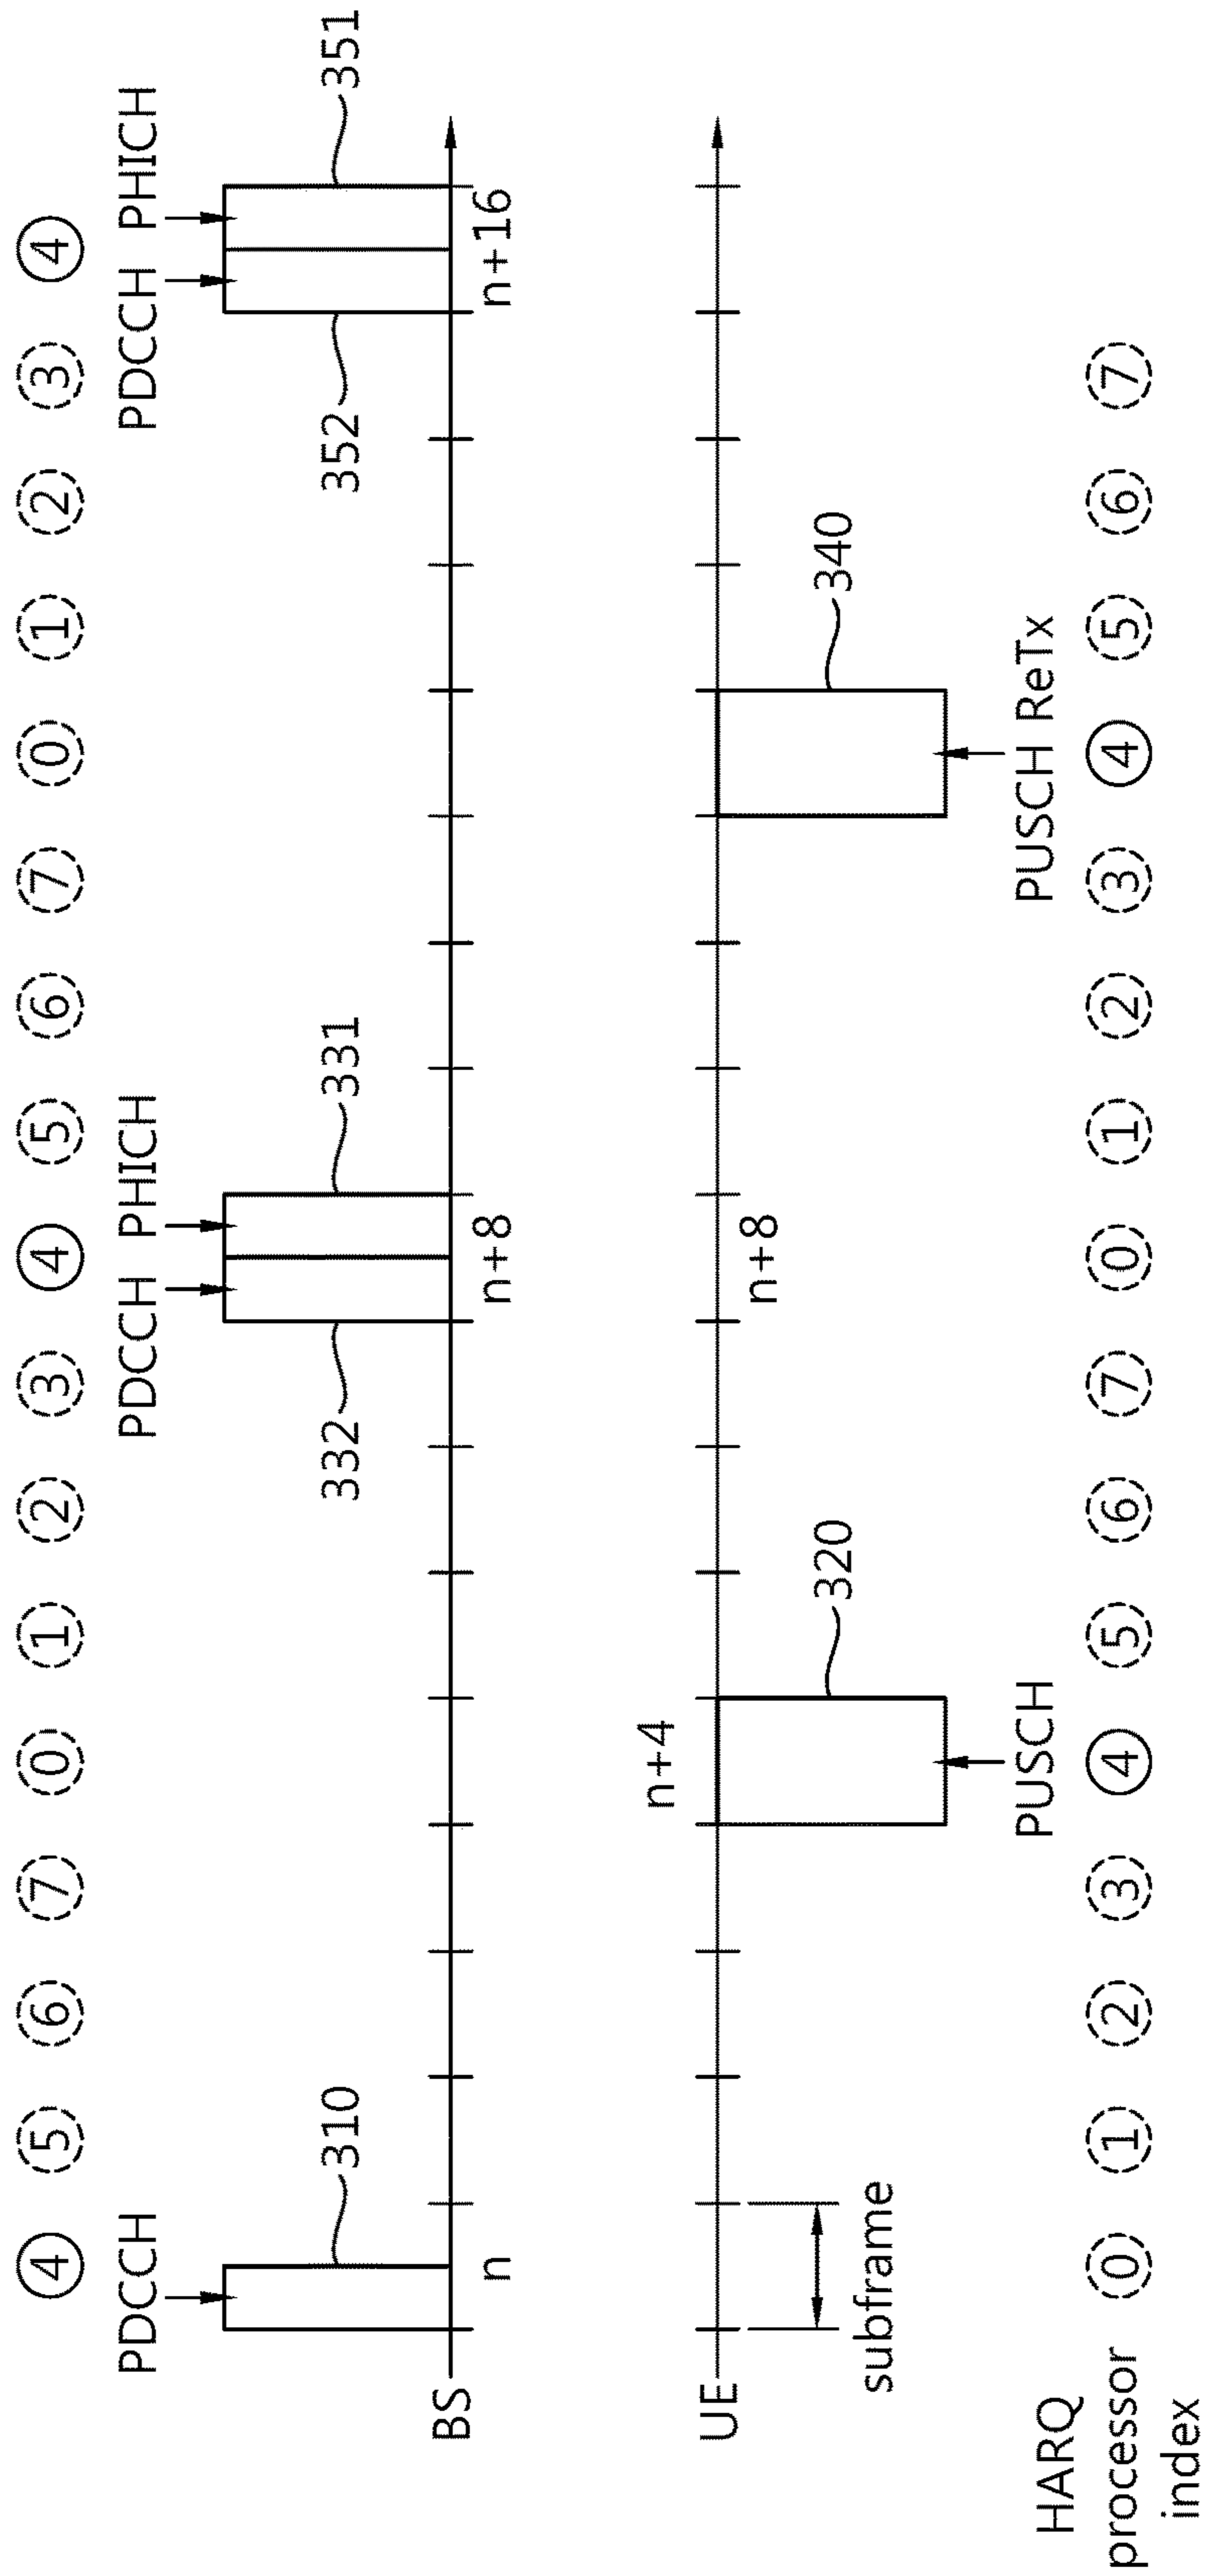 4 5 6 7 0 1 2 3 4 5 6 7 0 1 2 3 4
PDCCH PDCCH PHICH PDCCH PHICH
310 332 331 352 351
BS
n n+8 n+16
n+4
UE
n+8
subframe 320 340
PUSCH PUSCH ReTx
HARQ
processor 0 1 2 3 4 5 6 7 0 1 2 3 4 5 6 7
index